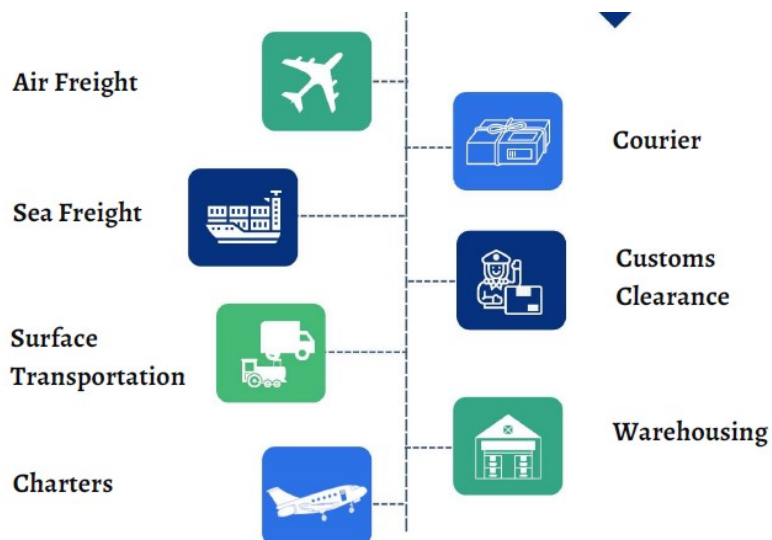 Air Freight
Courier
Sea Freight
Customs
Clearance
Surface
Transportation
Warehousing
Charters